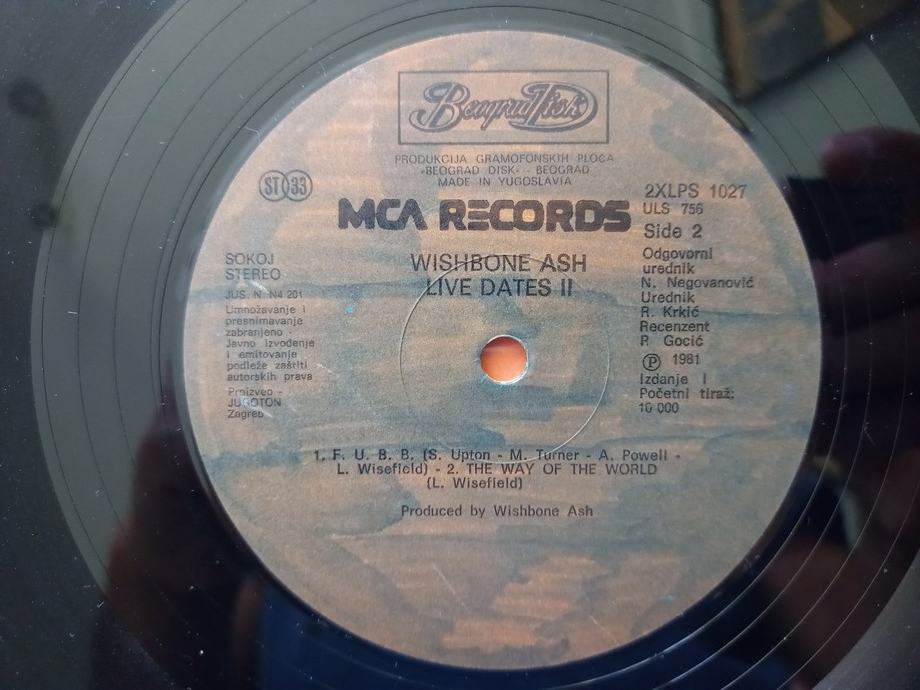 Beograd Disk
PRODUKCIJA GRAMOFONSKIH PLOČA
«BEOGRAD DISK» - BEOGRAD
MADE IN YUGOSLAVIA
ST 33
MCA RECORDS
2XLPS 1027
ULS 756
Side 2
SOKOJ
STEREO
WISHBONE ASH
LIVE DATES II
JUS. N. N4 201
Umnožavanje i
presnimavanje
zabranjeno -
Javno izvođenje
i emitovanje
podleže zaštiti
autorskih prava
Proizveo -
JUGOTON
Zagreb
Odgovorni
urednik
N. Negovanović
Urednik
R. Krkić
Recenzent
P. Gocić
Ⓟ 1981
Izdanje I
Početni tiraž:
10 000
1. F. U. B. B. (S. Upton - M. Turner - A. Powell -
L. Wisefield) - 2. THE WAY OF THE WORLD
(L. Wisefield)
Produced by Wishbone Ash